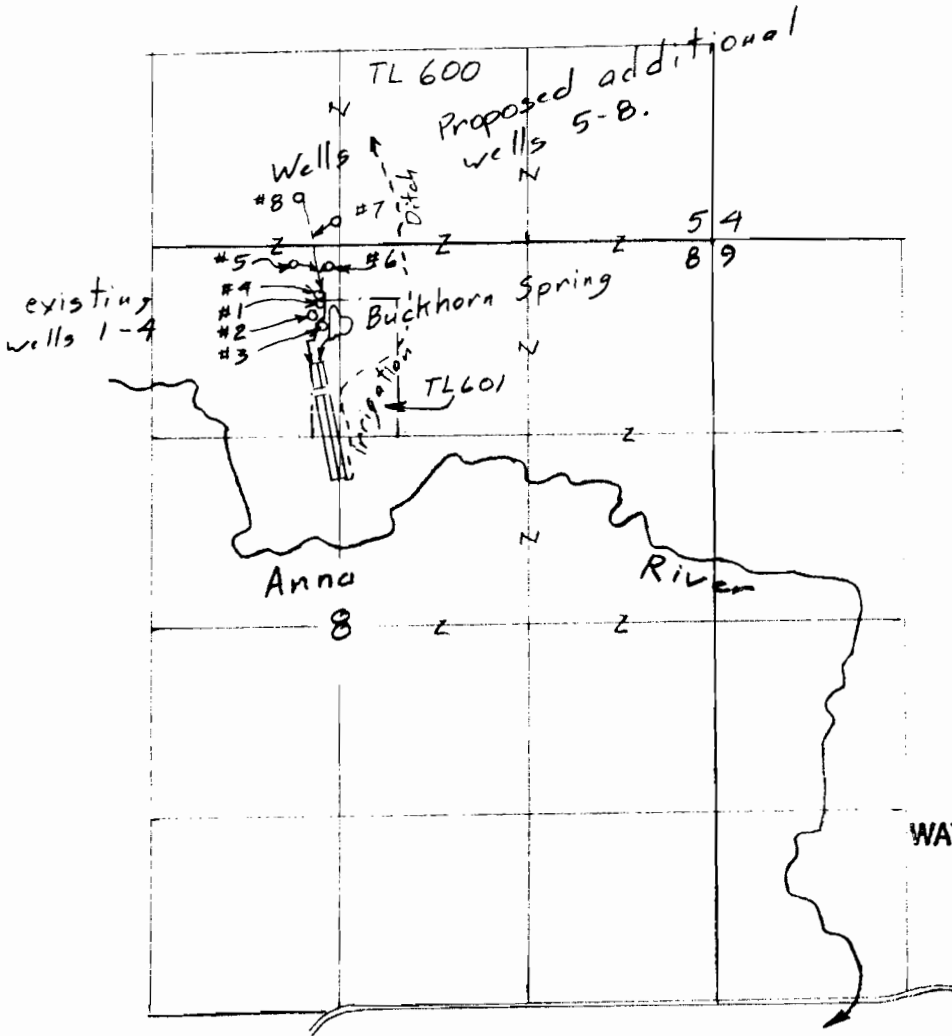 TL 600
Proposed additional
wells 5-8.
Z
Z
Wells
#8
#7
Ditch
5 4
Z
Z
Z
8 9
#5
#6
existing
wells 1-4
#4
#1
#2
#3
Buckhorn Spring
Z
Irrigation
TL601
Z
Z
Anna
River
8
Z
Z
WA